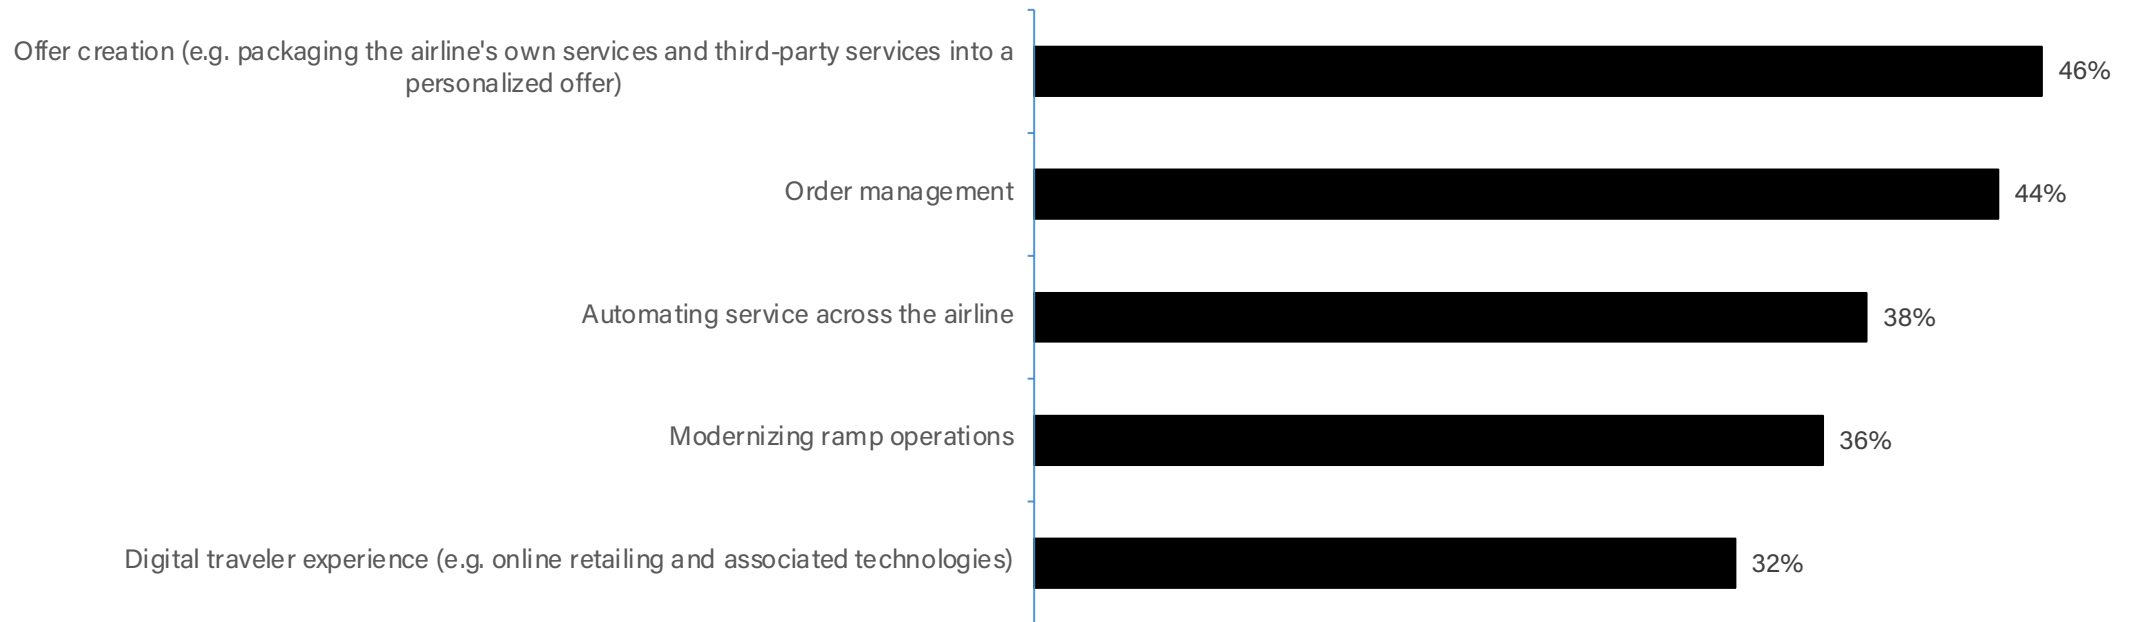 Offer creation (e.g. packaging the airline's own services and third-party services into a
personalized offer)
46%
Order management
44%
Automating service across the airline
38%
Modernizing ramp operations
36%
Digital traveler experience (e.g. online retailing and associated technologies)
32%